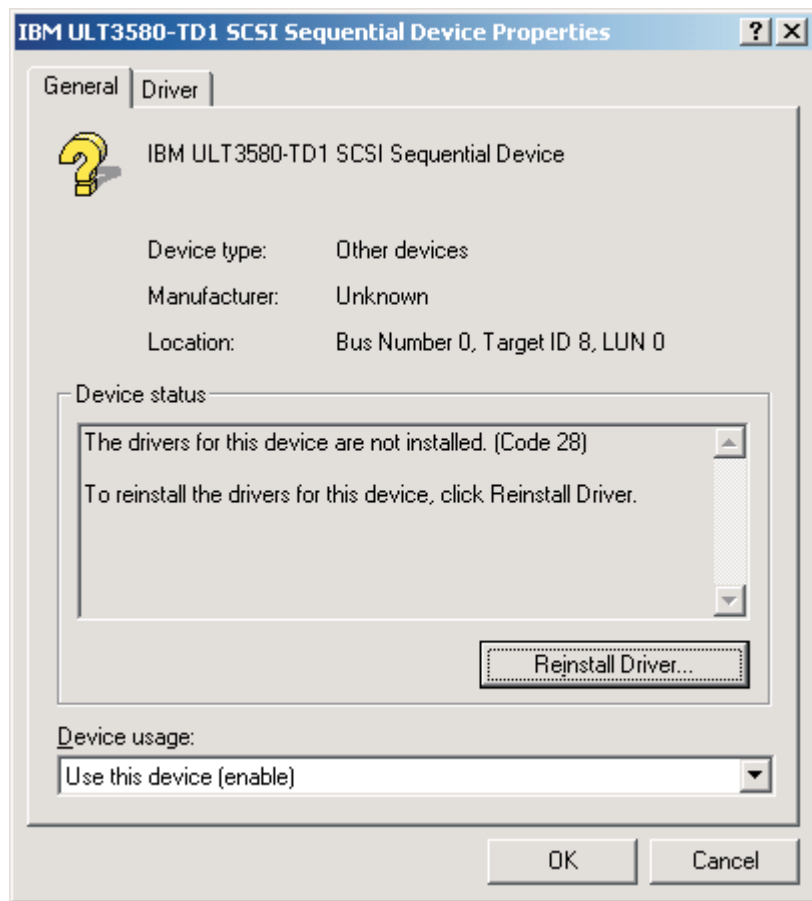 IBM ULT3580-TD1 SCSI Sequential Device Properties
General
Driver
IBM ULT3580-TD1 SCSI Sequential Device
Device type: Other devices
Manufacturer: Unknown
Location: Bus Number 0, Target ID 8, LUN 0
Device status
The drivers for this device are not installed. (Code 28)
To reinstall the drivers for this device, click Reinstall Driver.
Reinstall Driver...
Device usage:
Use this device (enable)
OK
Cancel